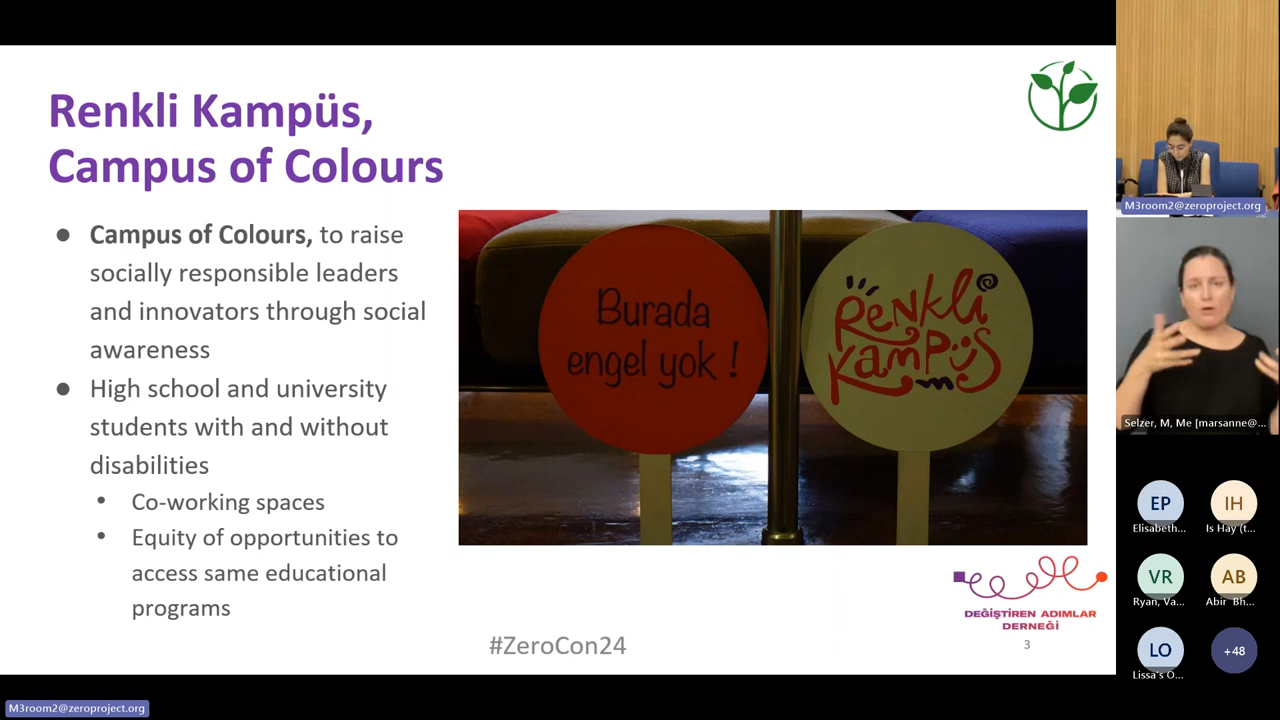 Renkli Kampüs,
Campus of Colours
● Campus of Colours, to raise
socially responsible leaders
and innovators through social
awareness
● High school and university
students with and without
disabilities
• Co-working spaces
• Equity of opportunities to
access same educational
programs
Burada
engel yok !
Renkli
Kampüs
DEĞİŞTİREN ADIMLAR
DERNEĞİ
#ZeroCon24
3
M3room2@zeroproject.org
M3room2@zeroproject.org
Selzer, M, Me [marsanne@...
EP
Elisabeth...
IH
Is Hay (t...
VR
Ryan, Va...
AB
Abir Bh...
LO
Lissa's O...
+48